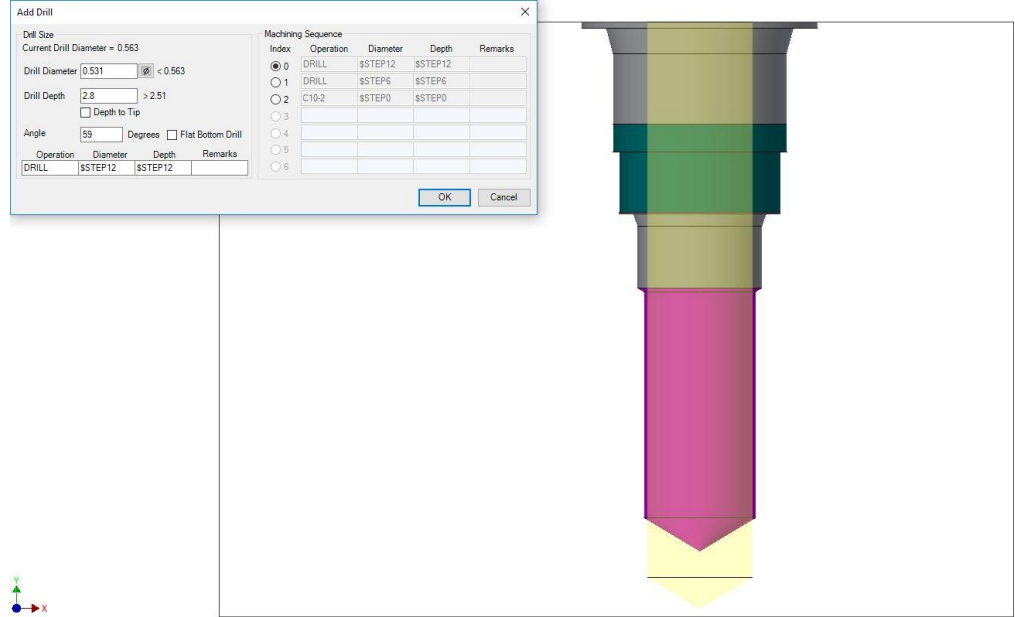 Add Drill
Drill Size
Current Drill Diameter = 0.563
Drill Diameter 0.531 Ø < 0.563
Drill Depth 2.8 > 2.51
Depth to Tip
Angle 59 Degrees Flat Bottom Drill
Operation Diameter Depth Remarks
DRILL $STEP12 $STEP12
Machining Sequence
Index Operation Diameter Depth Remarks
0 DRILL $STEP12 $STEP12
1 DRILL $STEP6 $STEP6
2 C10-2 $STEP0 $STEP0
3
4
5
6
OK Cancel
Y
X